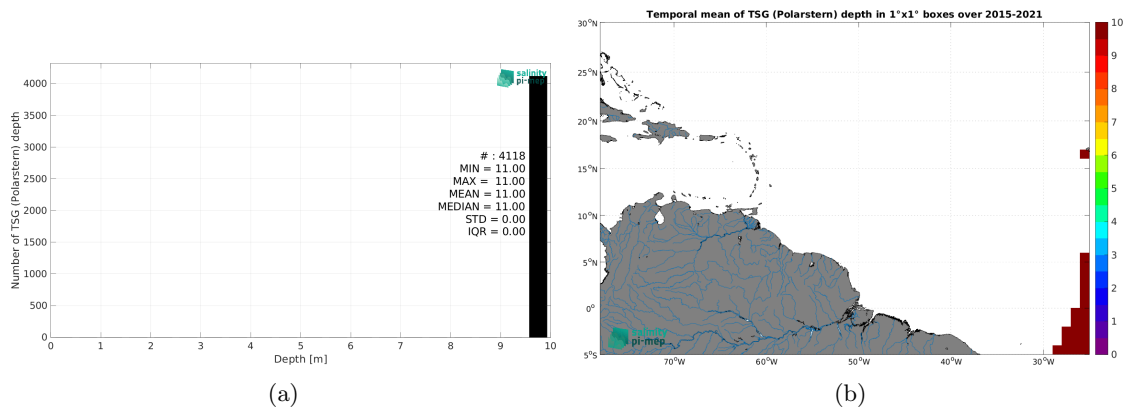 Number of TSG (Polarstern) depth
4000
3500
3000
2500
2000
1500
1000
500
0
salinity
pi-mep
# : 4118
MIN = 11.00
MAX = 11.00
MEAN = 11.00
MEDIAN = 11.00
STD = 0.00
IQR = 0.00
0 1 2 3 4 5 6 7 8 9 10
Depth [m]
(a)
Temporal mean of TSG (Polarstern) depth in 1°x1° boxes over 2015-2021
30°N
25°N
20°N
15°N
10°N
5°N
0°
5°S
salinity
pi-mep
70°W 60°W 50°W 40°W 30°W
10
9
8
7
6
5
4
3
2
1
0
(b)